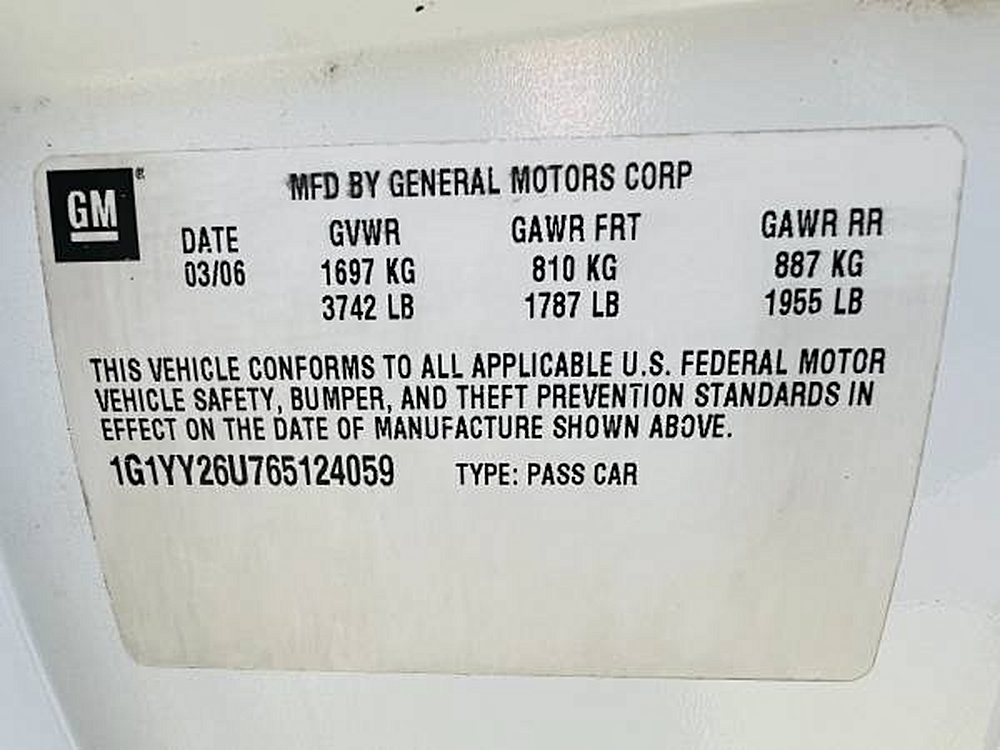 GM®
MFD BY GENERAL MOTORS CORP
DATE GVWR GAWR FRT GAWR RR
03/06 1697 KG 810 KG 887 KG
3742 LB 1787 LB 1955 LB
THIS VEHICLE CONFORMS TO ALL APPLICABLE U.S. FEDERAL MOTOR
VEHICLE SAFETY, BUMPER, AND THEFT PREVENTION STANDARDS IN
EFFECT ON THE DATE OF MANUFACTURE SHOWN ABOVE.
1G1YY26U765124059 TYPE: PASS CAR